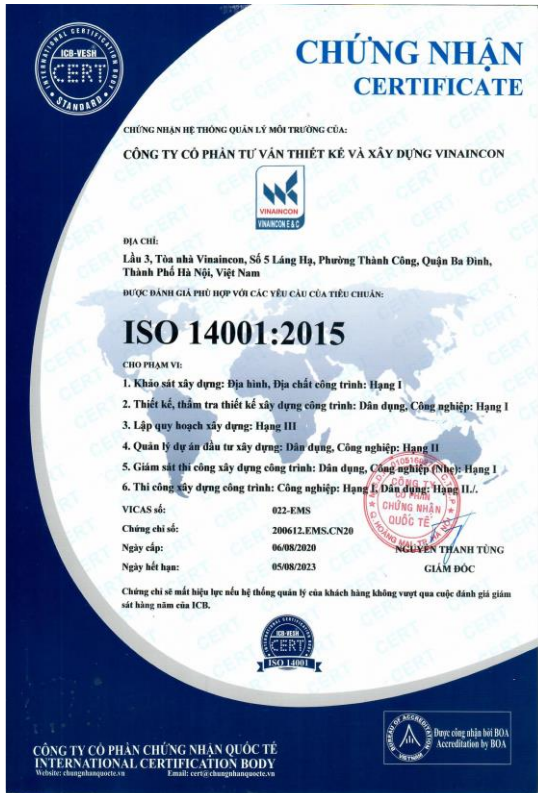 INTERNATIONAL CERTIFICATION BODY
ICB-VESH
CERT
STANDARD
CHỨNG NHẬN
CERTIFICATE
CHỨNG NHẬN HỆ THỐNG QUẢN LÝ MÔI TRƯỜNG CỦA:
CÔNG TY CỔ PHẦN TƯ VẤN THIẾT KẾ VÀ XÂY DỰNG VINAINCON
VINAINCON
VINAINCON E & C
ĐỊA CHỈ:
Lầu 3, Tòa nhà Vinaincon, Số 5 Láng Hạ, Phường Thành Công, Quận Ba Đình,
Thành Phố Hà Nội, Việt Nam
ĐƯỢC ĐÁNH GIÁ PHÙ HỢP VỚI CÁC YÊU CẦU CỦA TIÊU CHUẨN:
ISO 14001:2015
CHO PHẠM VI:
1. Khảo sát xây dựng: Địa hình, Địa chất công trình: Hạng I
2. Thiết kế, thẩm tra thiết kế xây dựng công trình: Dân dụng, Công nghiệp: Hạng I
3. Lập quy hoạch xây dựng: Hạng III
4. Quản lý dự án đầu tư xây dựng: Dân dụng, Công nghiệp: Hạng II
5. Giám sát thi công xây dựng công trình: Dân dụng, Công nghiệp (Nhẹ): Hạng I
6. Thi công xây dựng công trình: Công nghiệp: Hạng I, Dân dụng: Hạng II./.
CÔNG TY
CỔ PHẦN
CHỨNG NHẬN
QUỐC TẾ
VICAS số: 022-EMS
Chứng chỉ số: 200612.EMS.CN20
Ngày cấp: 06/08/2020
NGUYỄN THANH TÙNG
Ngày hết hạn: 05/08/2023
GIÁM ĐỐC
Chứng chỉ sẽ mất hiệu lực nếu hệ thống quản lý của khách hàng không vượt qua cuộc đánh giá giám
sát hàng năm của ICB.
ICB-VESH
CERT
ISO 14001
BUREAU OF ACCREDITATION
VIETNAM
Được công nhận bởi BOA
Accreditation by BOA
CÔNG TY CỔ PHẦN CHỨNG NHẬN QUỐC TẾ
INTERNATIONAL CERTIFICATION BODY
Website: chungnhanquocte.vn Email: cert@chungnhanquocte.vn